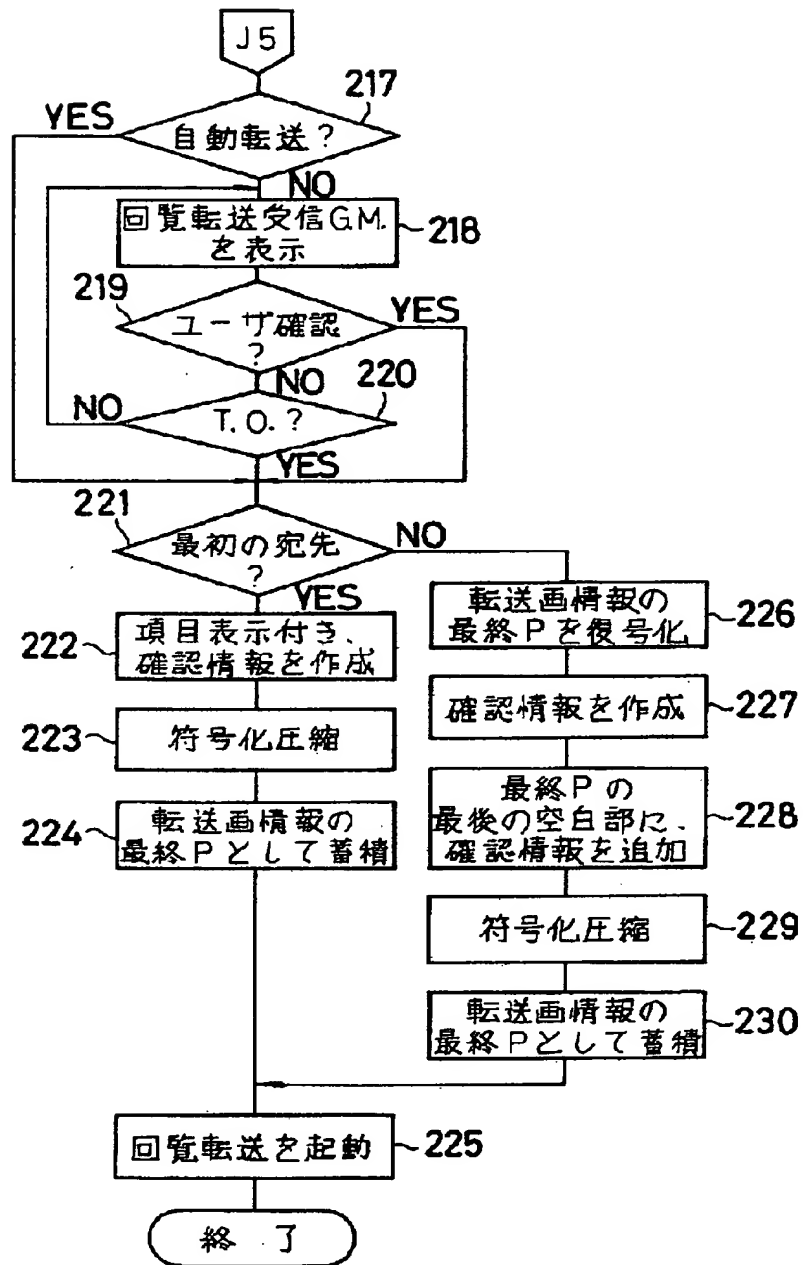 J5
217
YES
自動転送?
NO
回覧転送受信G.M.
を表示
218
219
ユーザ確認
?
YES
NO
220
NO
T.O.?
YES
221
最初の宛先
?
NO
YES
222
項目表示付き、
確認情報を作成
転送画情報の
最終Pを復号化
226
223
符号化圧縮
確認情報を作成
227
224
転送画情報の
最終Pとして蓄積
最終Pの
最後の空白部に、
確認情報を追加
228
符号化圧縮
229
転送画情報の
最終Pとして蓄積
230
回覧転送を起動
225
終了